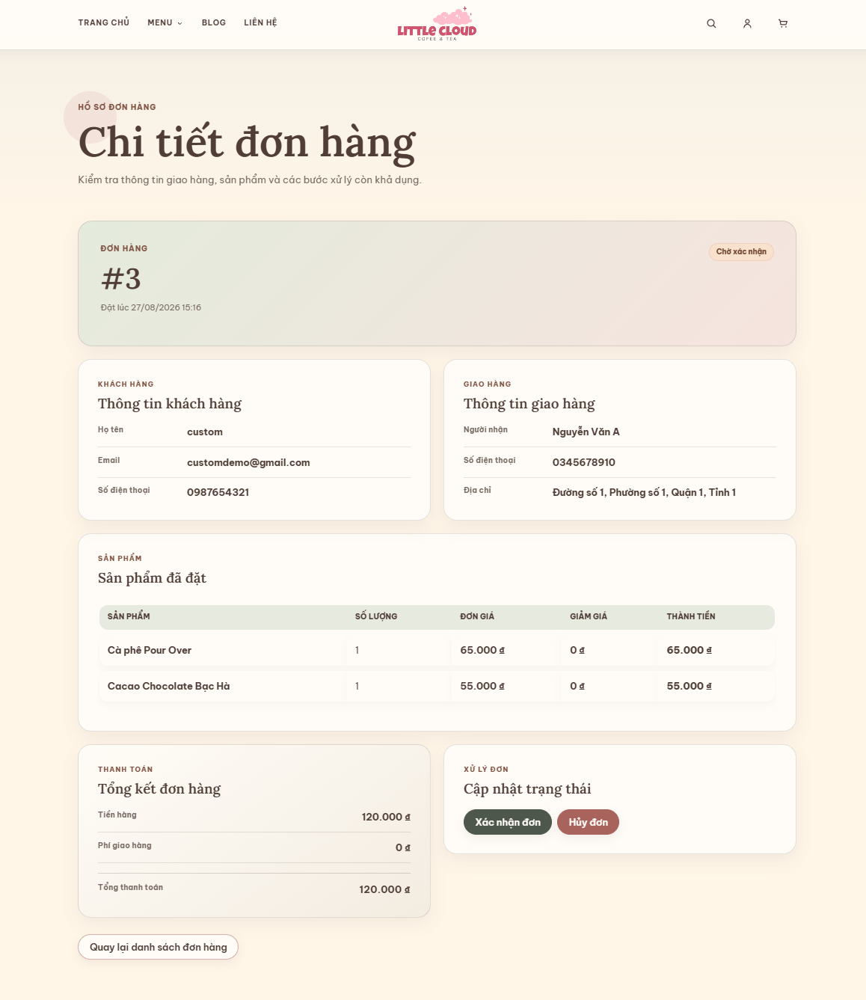 TRANG CHỦ MENU BLOG LIÊN HỆ
LITTLE CLOUD
COFEE & TEA
HỒ SƠ ĐƠN HÀNG
Chi tiết đơn hàng
Kiểm tra thông tin giao hàng, sản phẩm và các bước xử lý còn khả dụng.
ĐƠN HÀNG
Chờ xác nhận
#3
Đặt lúc 27/08/2026 15:16
KHÁCH HÀNG
Thông tin khách hàng
Họ tên custom
Email customdemo@gmail.com
Số điện thoại 0987654321
GIAO HÀNG
Thông tin giao hàng
Người nhận Nguyễn Văn A
Số điện thoại 0345678910
Địa chỉ Đường số 1, Phường số 1, Quận 1, Tỉnh 1
SẢN PHẨM
Sản phẩm đã đặt
SẢN PHẨM SỐ LƯỢNG ĐƠN GIÁ GIẢM GIÁ THÀNH TIỀN
Cà phê Pour Over 1 65.000 ₫ 0 ₫ 65.000 ₫
Cacao Chocolate Bạc Hà 1 55.000 ₫ 0 ₫ 55.000 ₫
THANH TOÁN
Tổng kết đơn hàng
Tiền hàng 120.000 ₫
Phí giao hàng 0 ₫
Tổng thanh toán 120.000 ₫
XỬ LÝ ĐƠN
Cập nhật trạng thái
Xác nhận đơn Hủy đơn
Quay lại danh sách đơn hàng